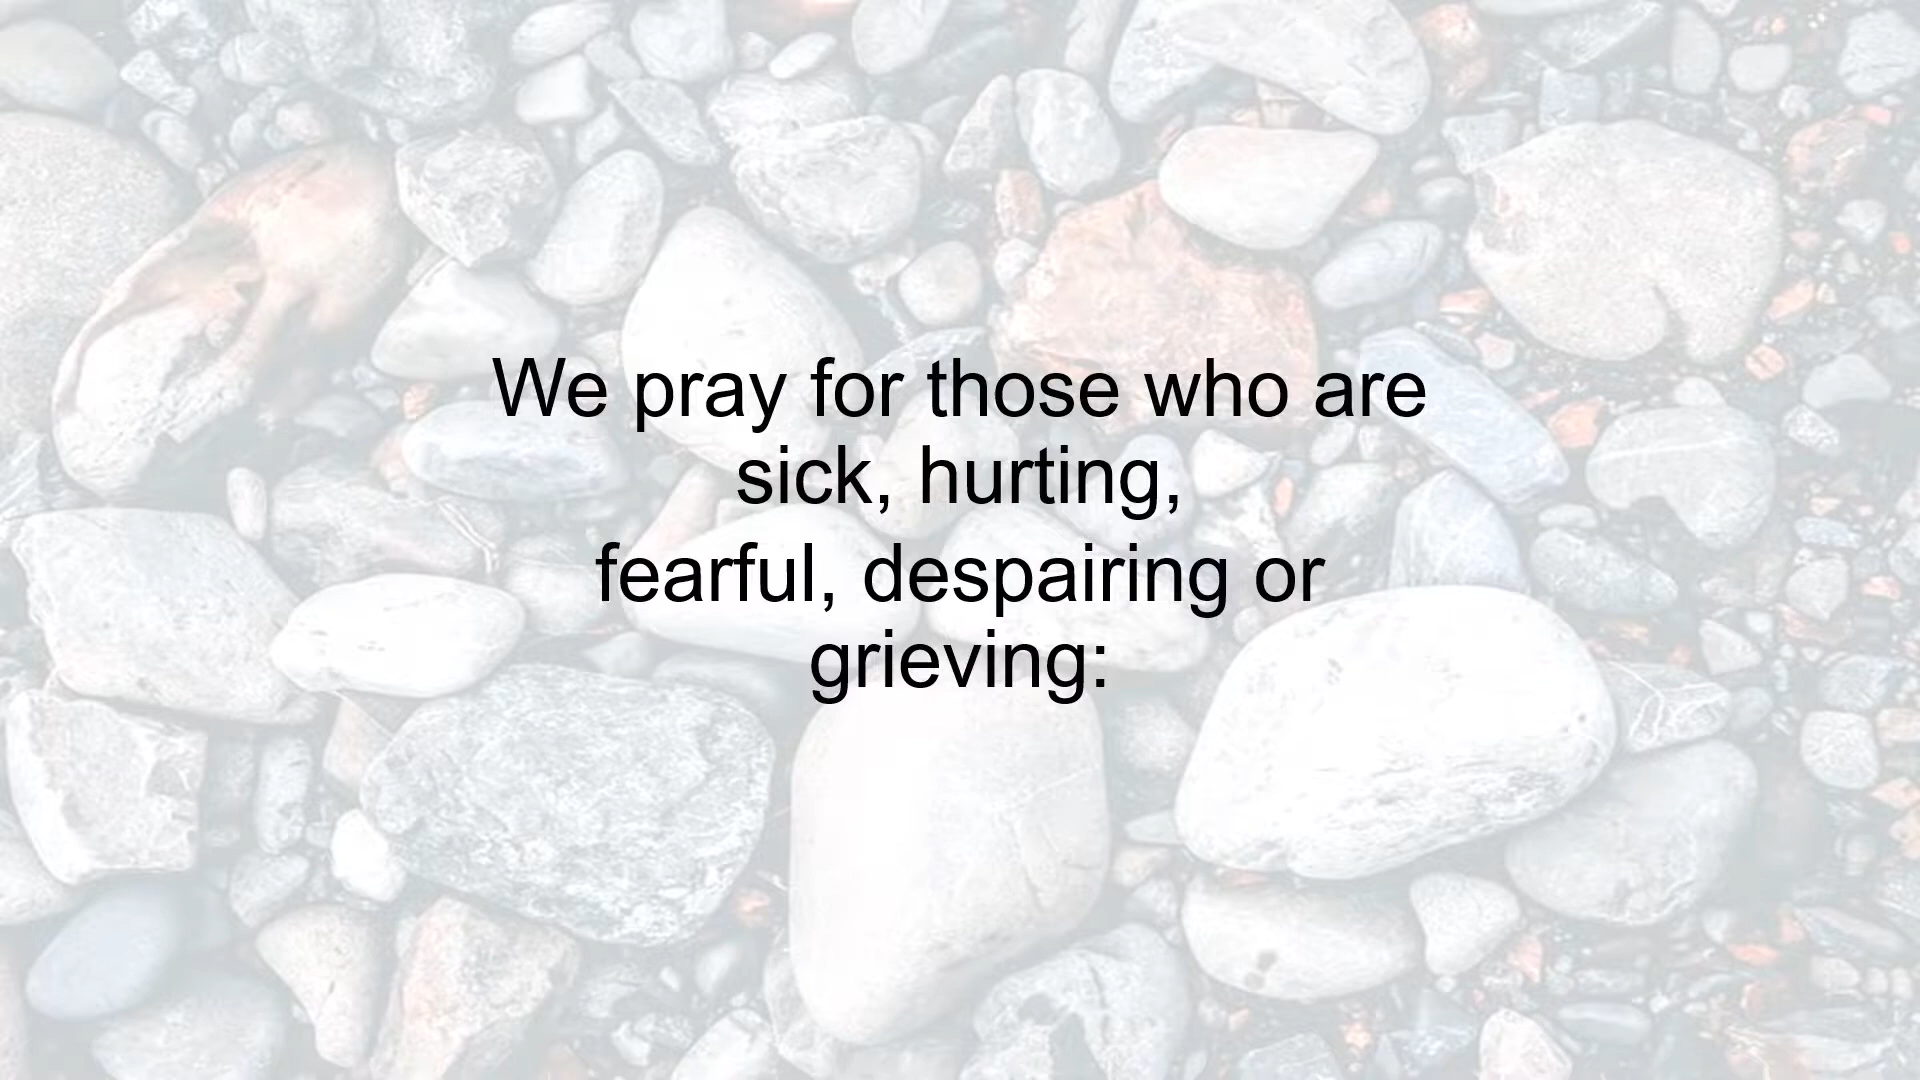 We pray for those who are
sick, hurting,
fearful, despairing or
grieving: